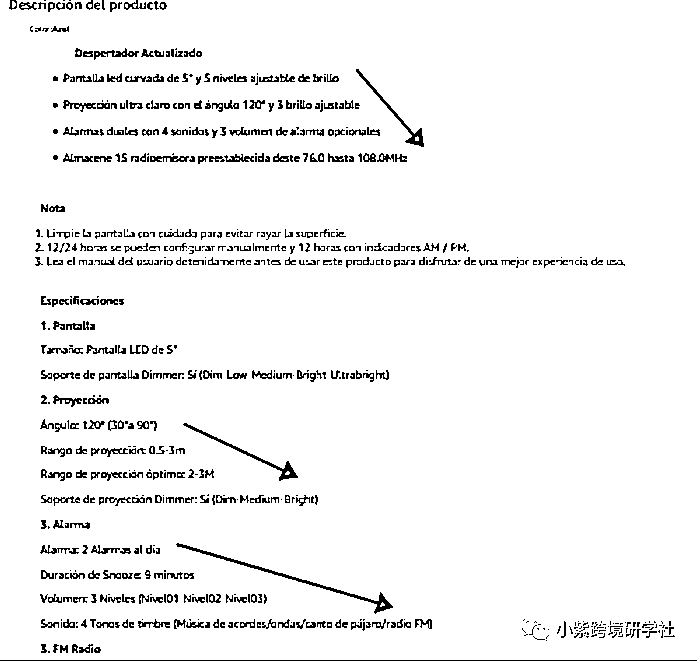 Descripción del producto
Color:Azul
Despertador Actualizado
• Pantalla led curvada de 5" y 5 niveles ajustable de brillo
• Proyección ultra claro con el ángulo 120° y 3 brillo ajustable
• Alarmas duales con 4 sonidos y 3 volumen de alarma opcionales
• Almacene 15 radioemisora preestablecida deste 76.0 hasta 108.0MHz
Nota
1. Limpie la pantalla con cuidado para evitar rayar la superficie.
2. 12/24 horas se pueden configurar manualmente y 12 horas con indicadores AM / PM.
3. Lea el manual del usuario detenidamente antes de usar este producto para disfrutar de una mejor experiencia de uso.
Especificaciones
1. Pantalla
Tamaño: Pantalla LED de 5"
Soporte de pantalla Dimmer: Sí (Dim-Low-Medium-Bright-Ultrabright)
2. Proyección
Ángulo: 120° (30°a 90°)
Rango de proyección: 0.5-3m
Rango de proyección óptimo: 2-3M
Soporte de proyección Dimmer: Sí (Dim-Medium-Bright)
3. Alarma
Alarma: 2 Alarmas al día
Duración de Snooze: 9 minutos
Volumen: 3 Niveles (Nivel01-Nivel02-Nivel03)
Sonido: 4 Tonos de timbre (Música de acordes/ondas/canto de pájaro/radio FM)
3. FM Radio
小紫跨境研学社